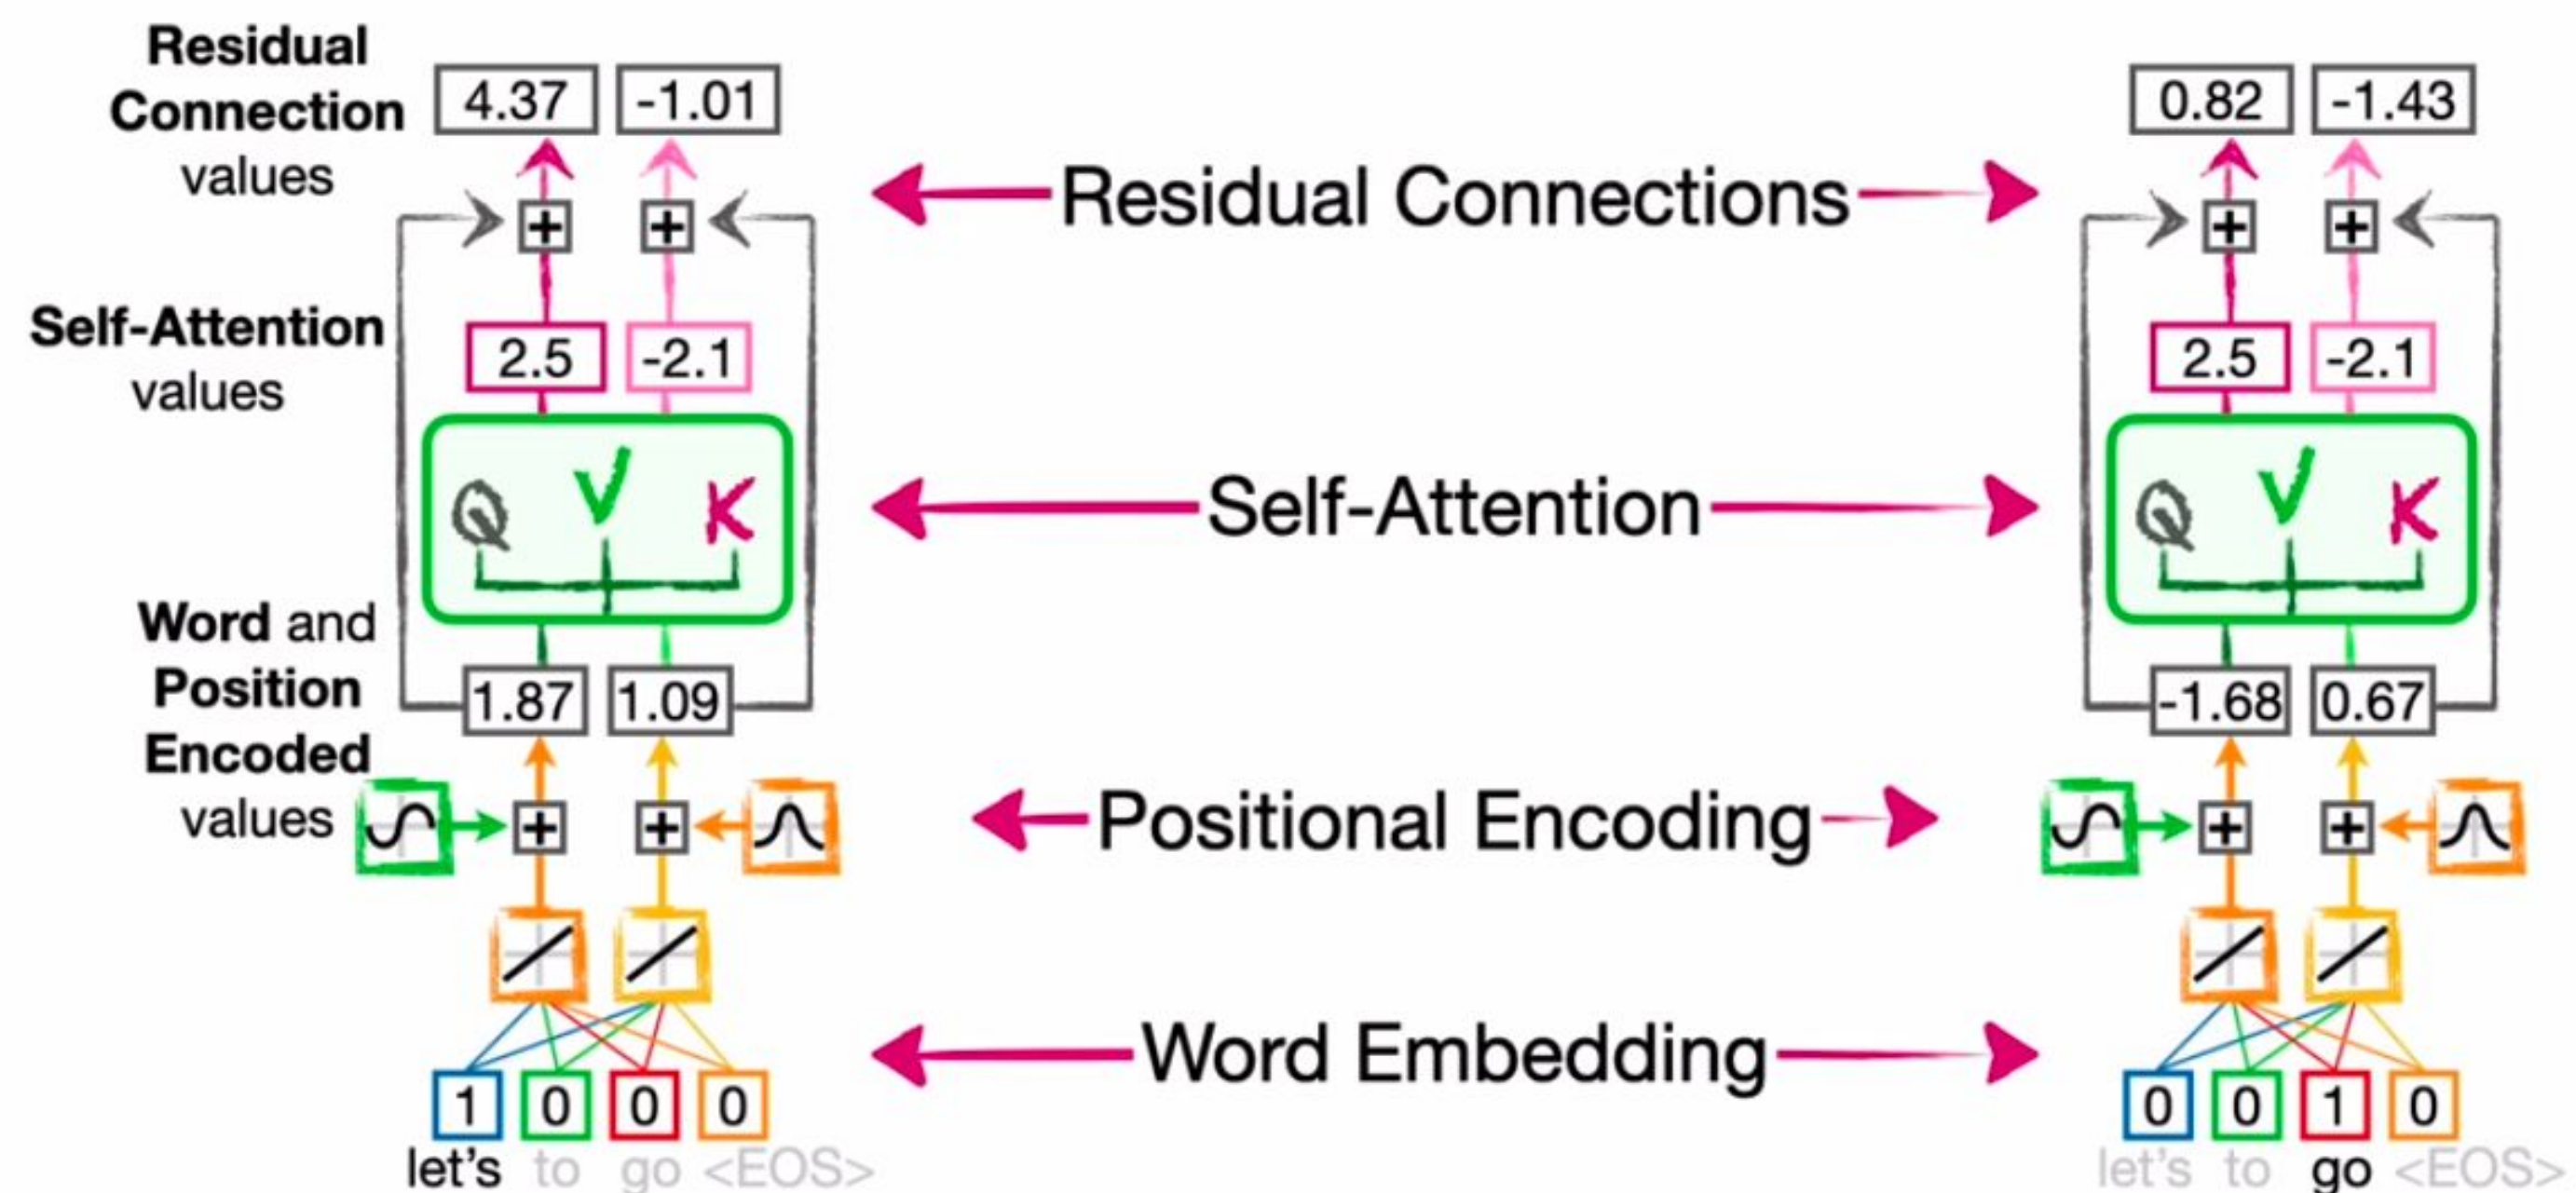 Residual
Connection
values
4.37 -1.01
0.82 -1.43
Residual Connections
+ +
+ +
Self-Attention
values
2.5 -2.1
2.5 -2.1
Q V K
Self-Attention
Q V K
Word and
Position
Encoded
values
1.87 1.09
-1.68 0.67
+ +
Positional Encoding
+ +
Word Embedding
1 0 0 0
let's to go <EOS>
0 0 1 0
let's to go <EOS>